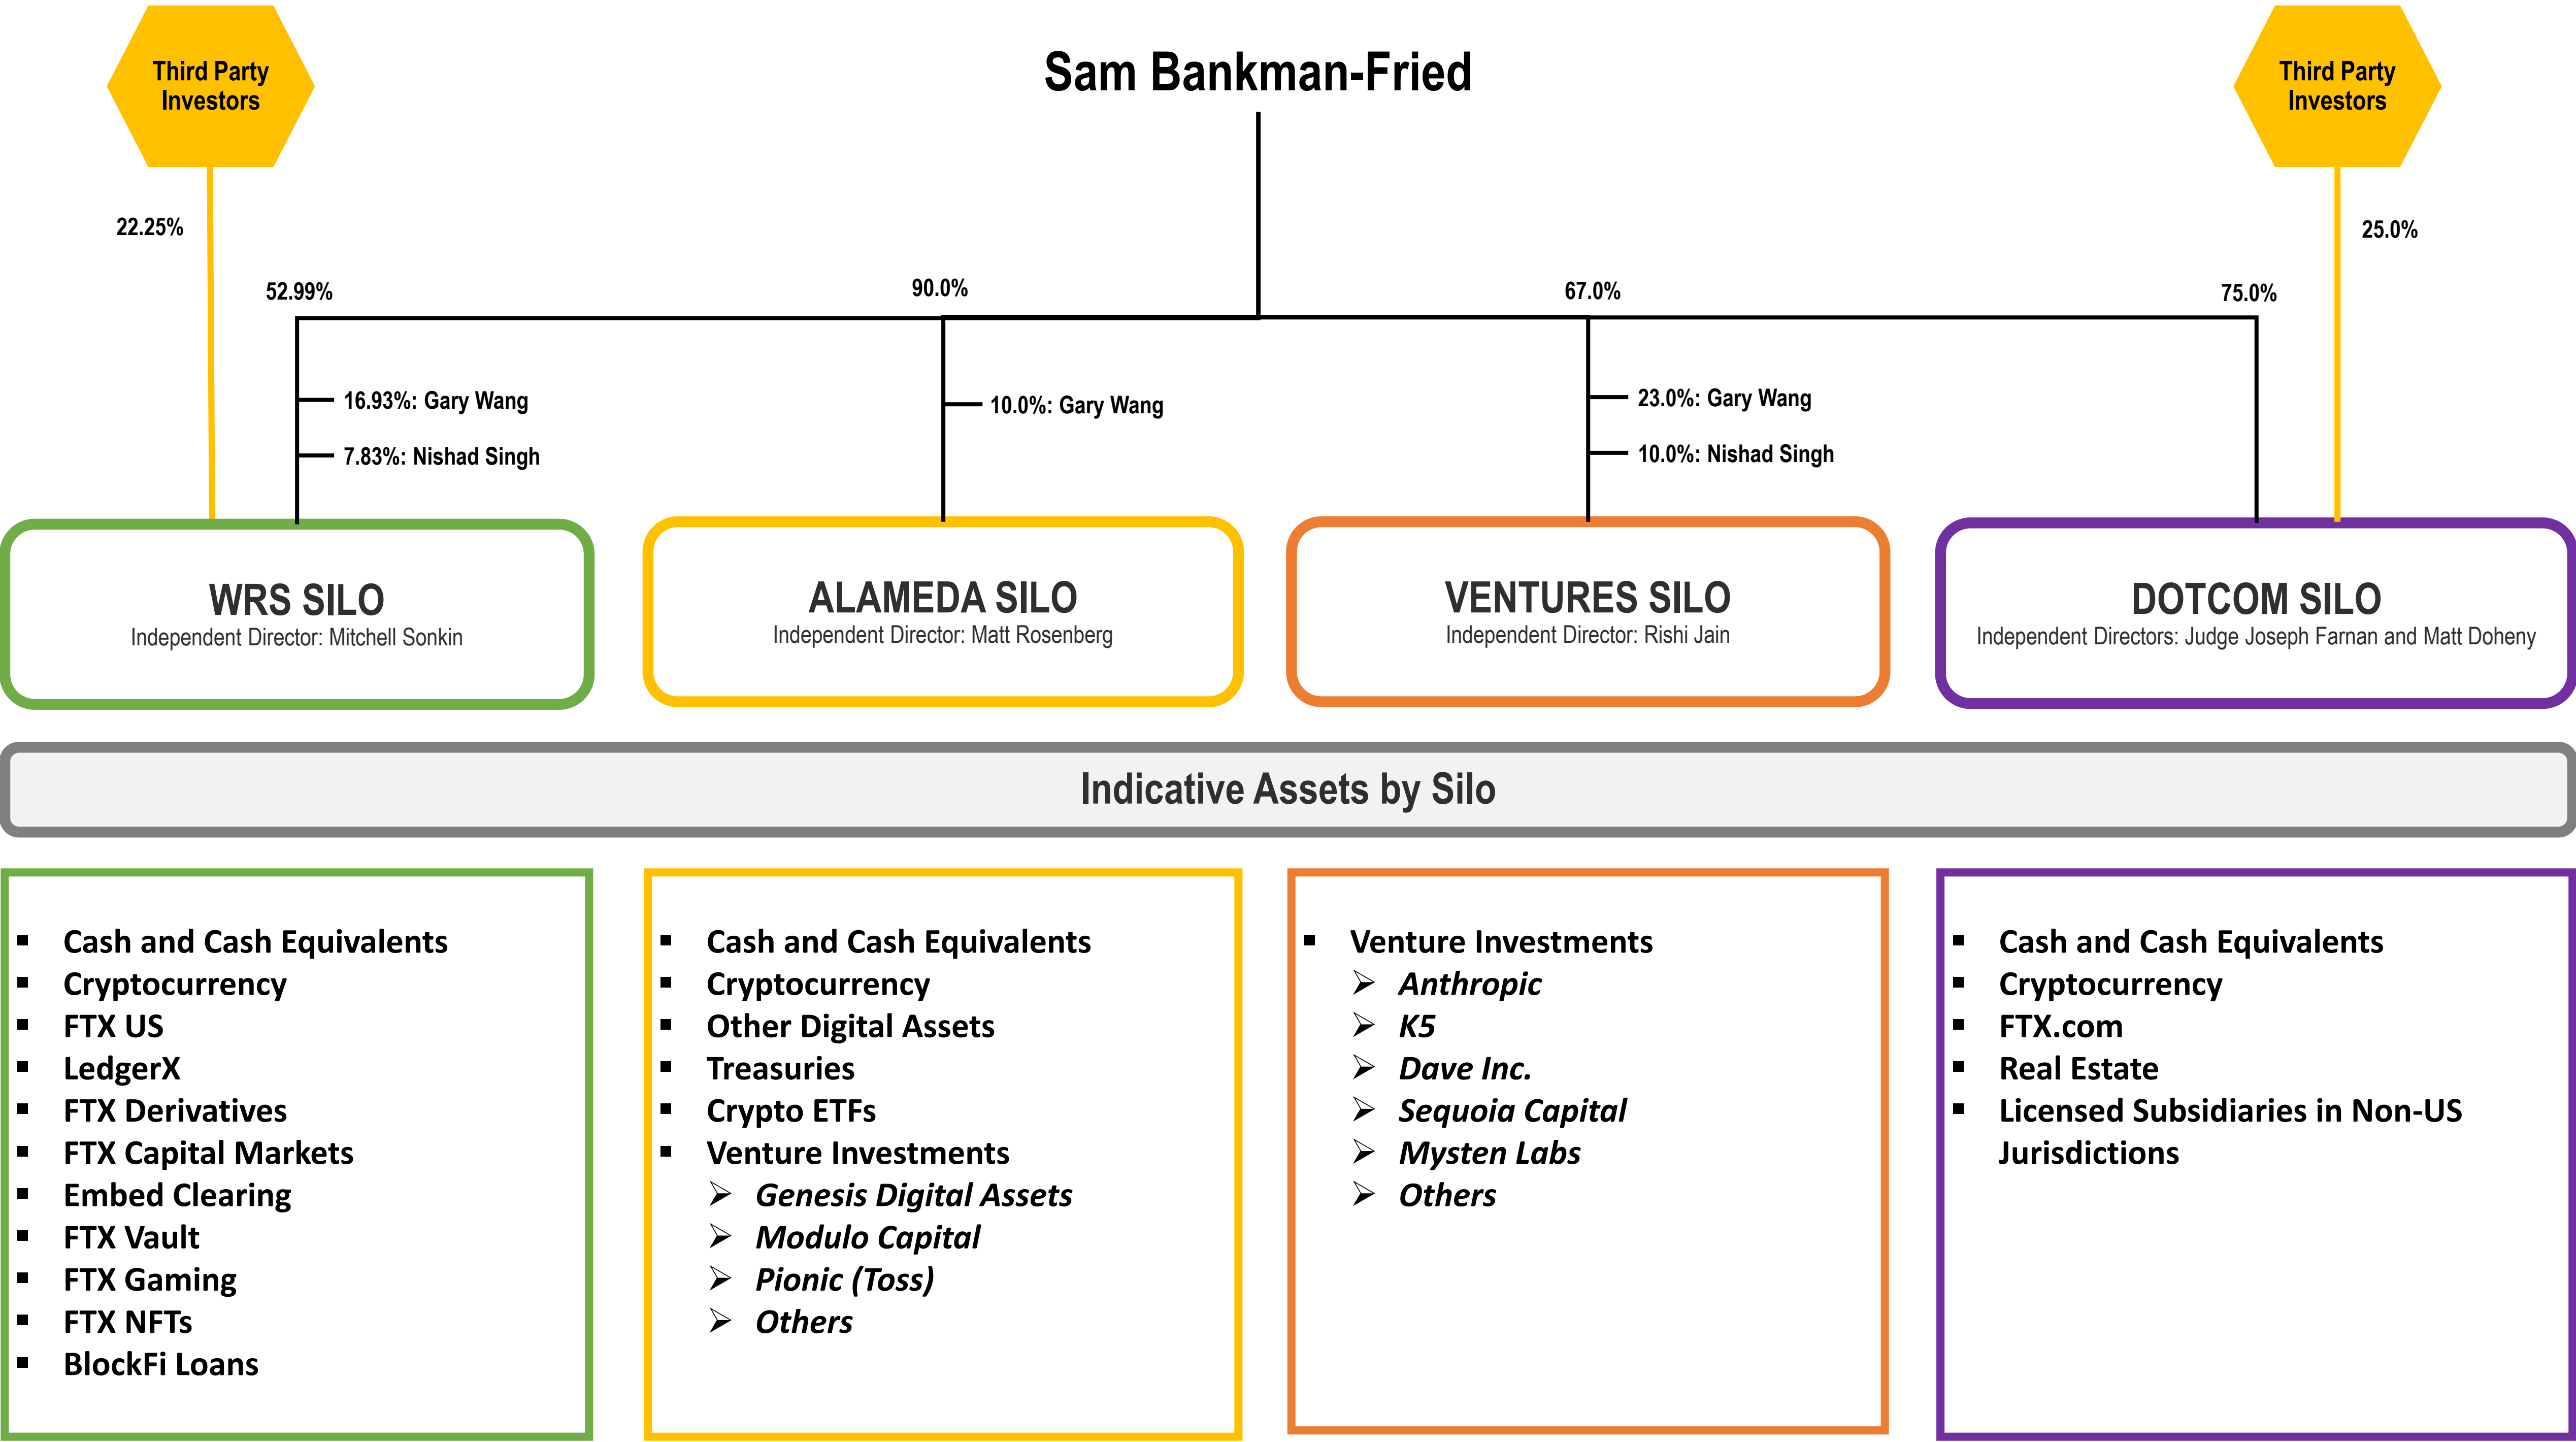 Third Party
Investors
Sam Bankman-Fried
Third Party
Investors
22.25%
25.0%
52.99%
90.0%
67.0%
75.0%
16.93%: Gary Wang
7.83%: Nishad Singh
10.0%: Gary Wang
23.0%: Gary Wang
10.0%: Nishad Singh
WRS SILO
Independent Director: Mitchell Sonkin
ALAMEDA SILO
Independent Director: Matt Rosenberg
VENTURES SILO
Independent Director: Rishi Jain
DOTCOM SILO
Independent Directors: Judge Joseph Farnan and Matt Doheny
Indicative Assets by Silo
▪ Cash and Cash Equivalents
▪ Cryptocurrency
▪ FTX US
▪ LedgerX
▪ FTX Derivatives
▪ FTX Capital Markets
▪ Embed Clearing
▪ FTX Vault
▪ FTX Gaming
▪ FTX NFTs
▪ BlockFi Loans
▪ Cash and Cash Equivalents
▪ Cryptocurrency
▪ Other Digital Assets
▪ Treasuries
▪ Crypto ETFs
▪ Venture Investments
➢ Genesis Digital Assets
➢ Modulo Capital
➢ Pionic (Toss)
➢ Others
▪ Venture Investments
➢ Anthropic
➢ K5
➢ Dave Inc.
➢ Sequoia Capital
➢ Mysten Labs
➢ Others
▪ Cash and Cash Equivalents
▪ Cryptocurrency
▪ FTX.com
▪ Real Estate
▪ Licensed Subsidiaries in Non-US
Jurisdictions